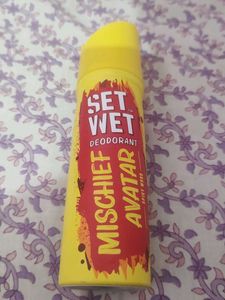 SET
WET
DEODORANT
MISCHIEF
AVATAR